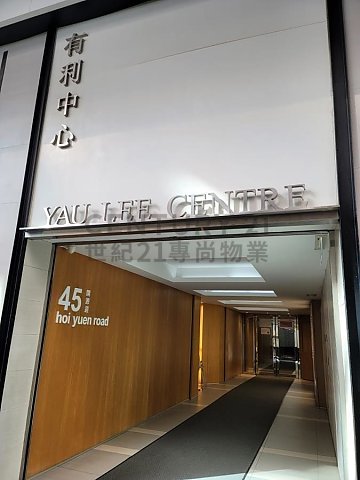 有利中心
YAU LEE CENTRE
CENTURY 21
世紀21專尚物業
45 開源道
hoi yuen road